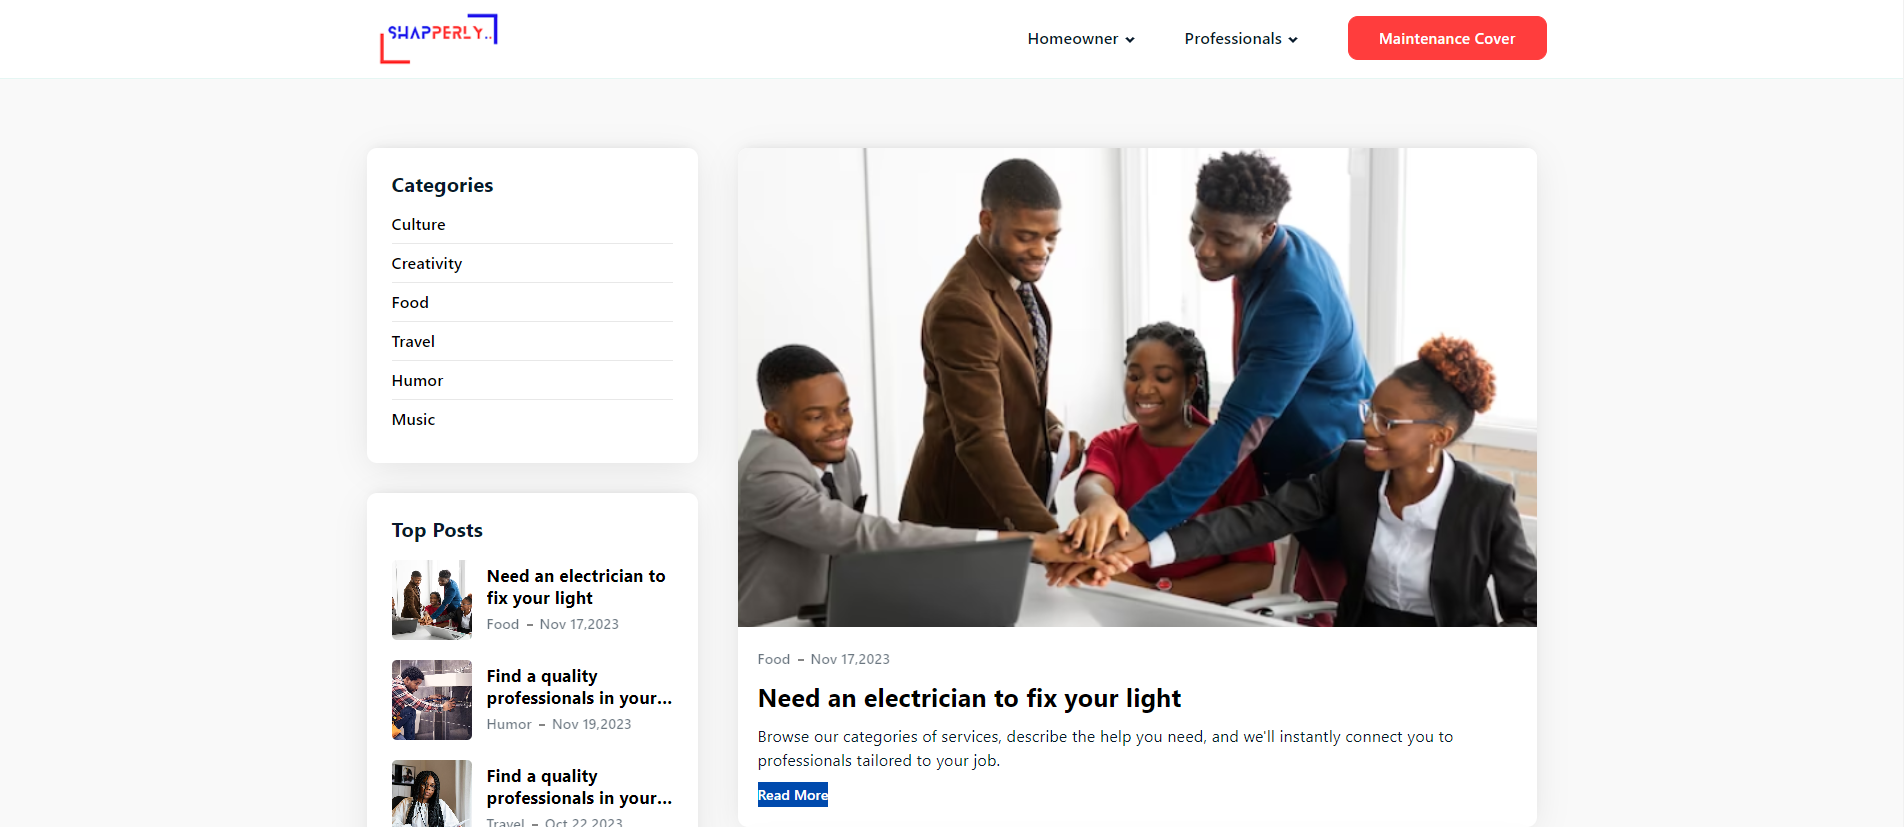 SHAPPERLY..
Homeowner
Professionals
Maintenance Cover
Categories
Culture
Creativity
Food
Travel
Humor
Music
Top Posts
Need an electrician to
fix your light
Food – Nov 17,2023
Find a quality
professionals in your...
Humor – Nov 19,2023
Find a quality
professionals in your...
Travel – Oct 22,2023
Food – Nov 17,2023
Need an electrician to fix your light
Browse our categories of services, describe the help you need, and we'll instantly connect you to
professionals tailored to your job.
Read More